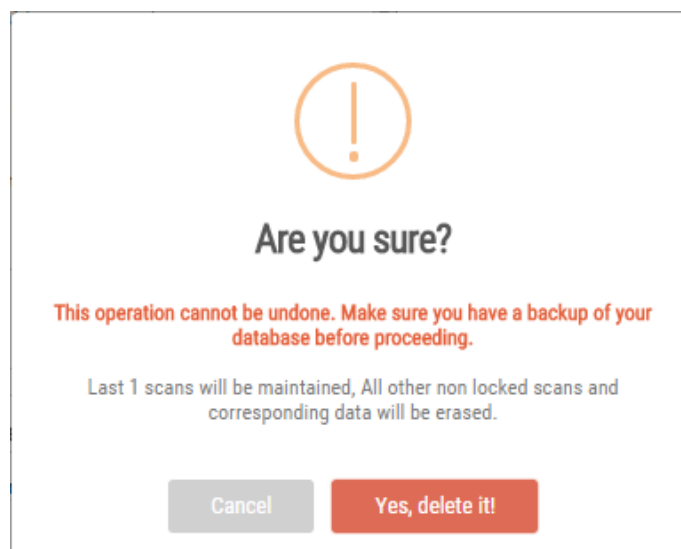 Are you sure?
This operation cannot be undone. Make sure you have a backup of your
database before proceeding.
Last 1 scans will be maintained, All other non locked scans and
corresponding data will be erased.
Cancel
Yes, delete it!